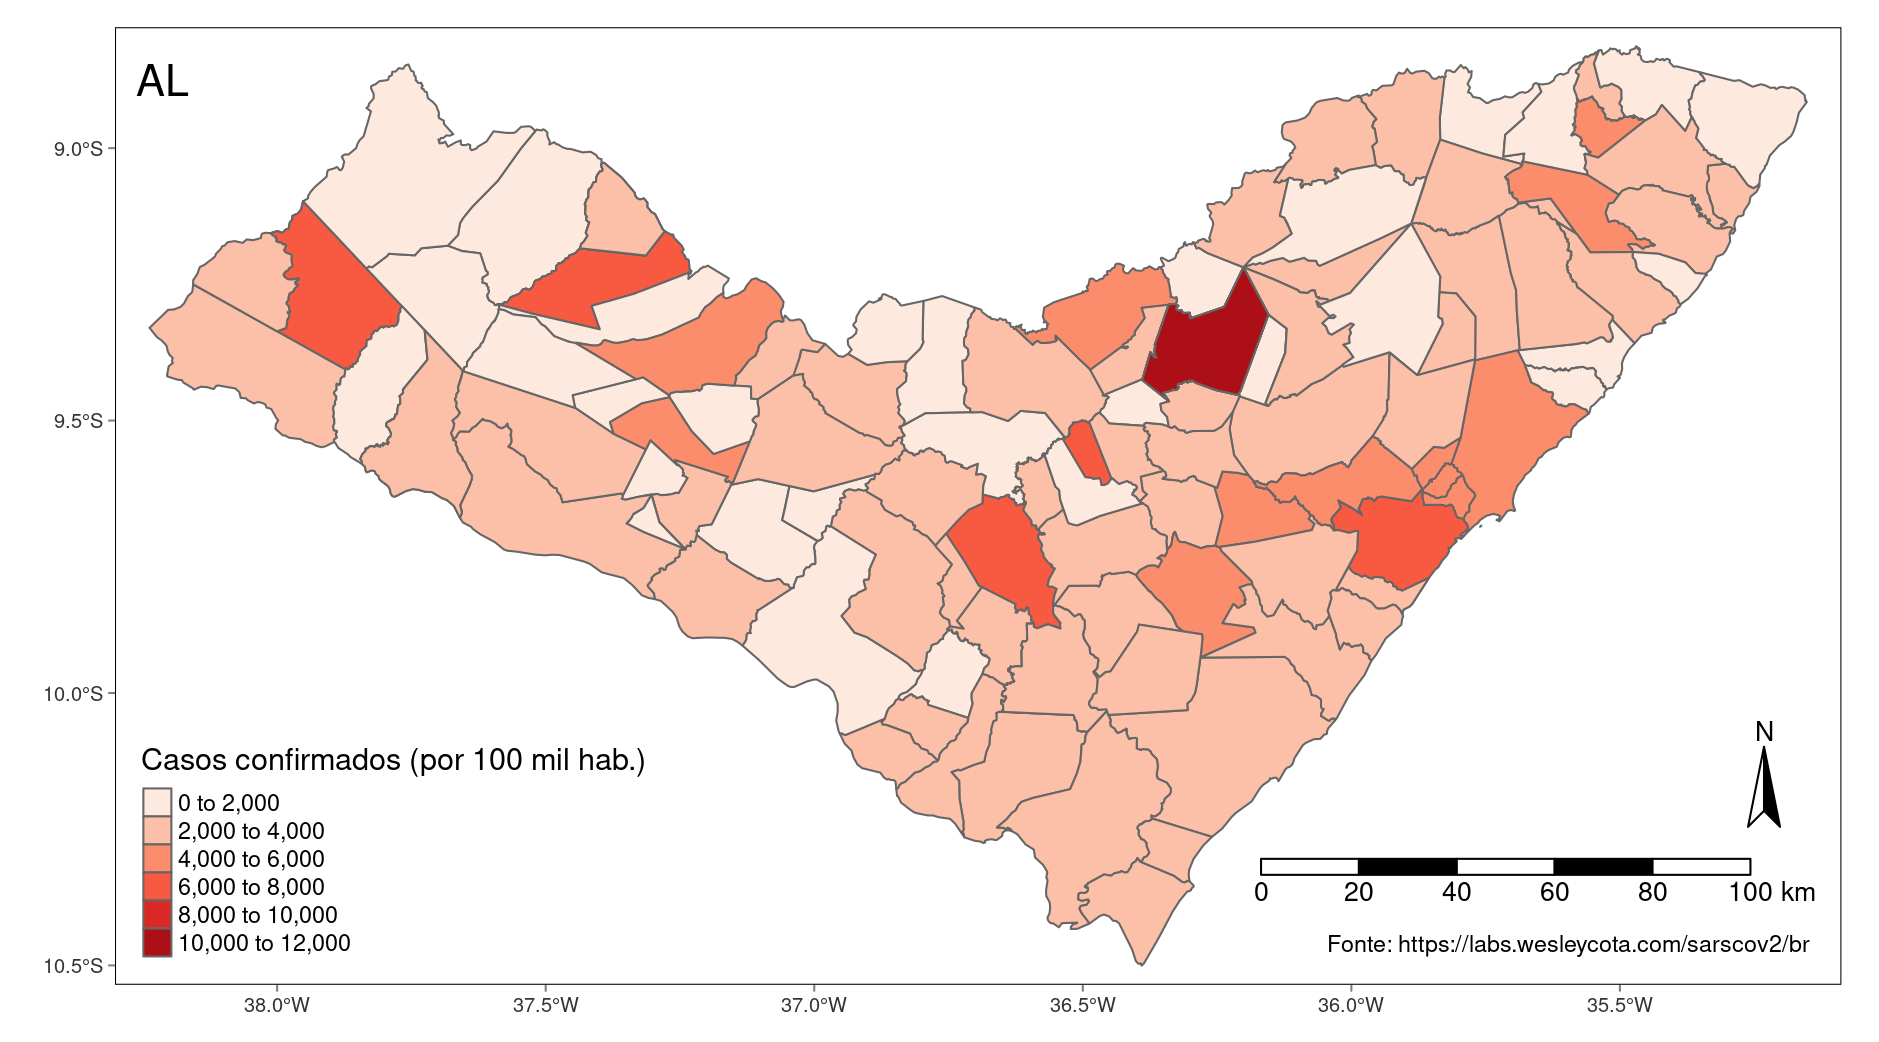 AL
9.0°S
9.5°S
10.0°S
10.5°S
Casos confirmados (por 100 mil hab.)
0 to 2,000
2,000 to 4,000
4,000 to 6,000
6,000 to 8,000
8,000 to 10,000
10,000 to 12,000
N
0 20 40 60 80 100 km
Fonte: https://labs.wesleycota.com/sarscov2/br
38.0°W 37.5°W 37.0°W 36.5°W 36.0°W 35.5°W